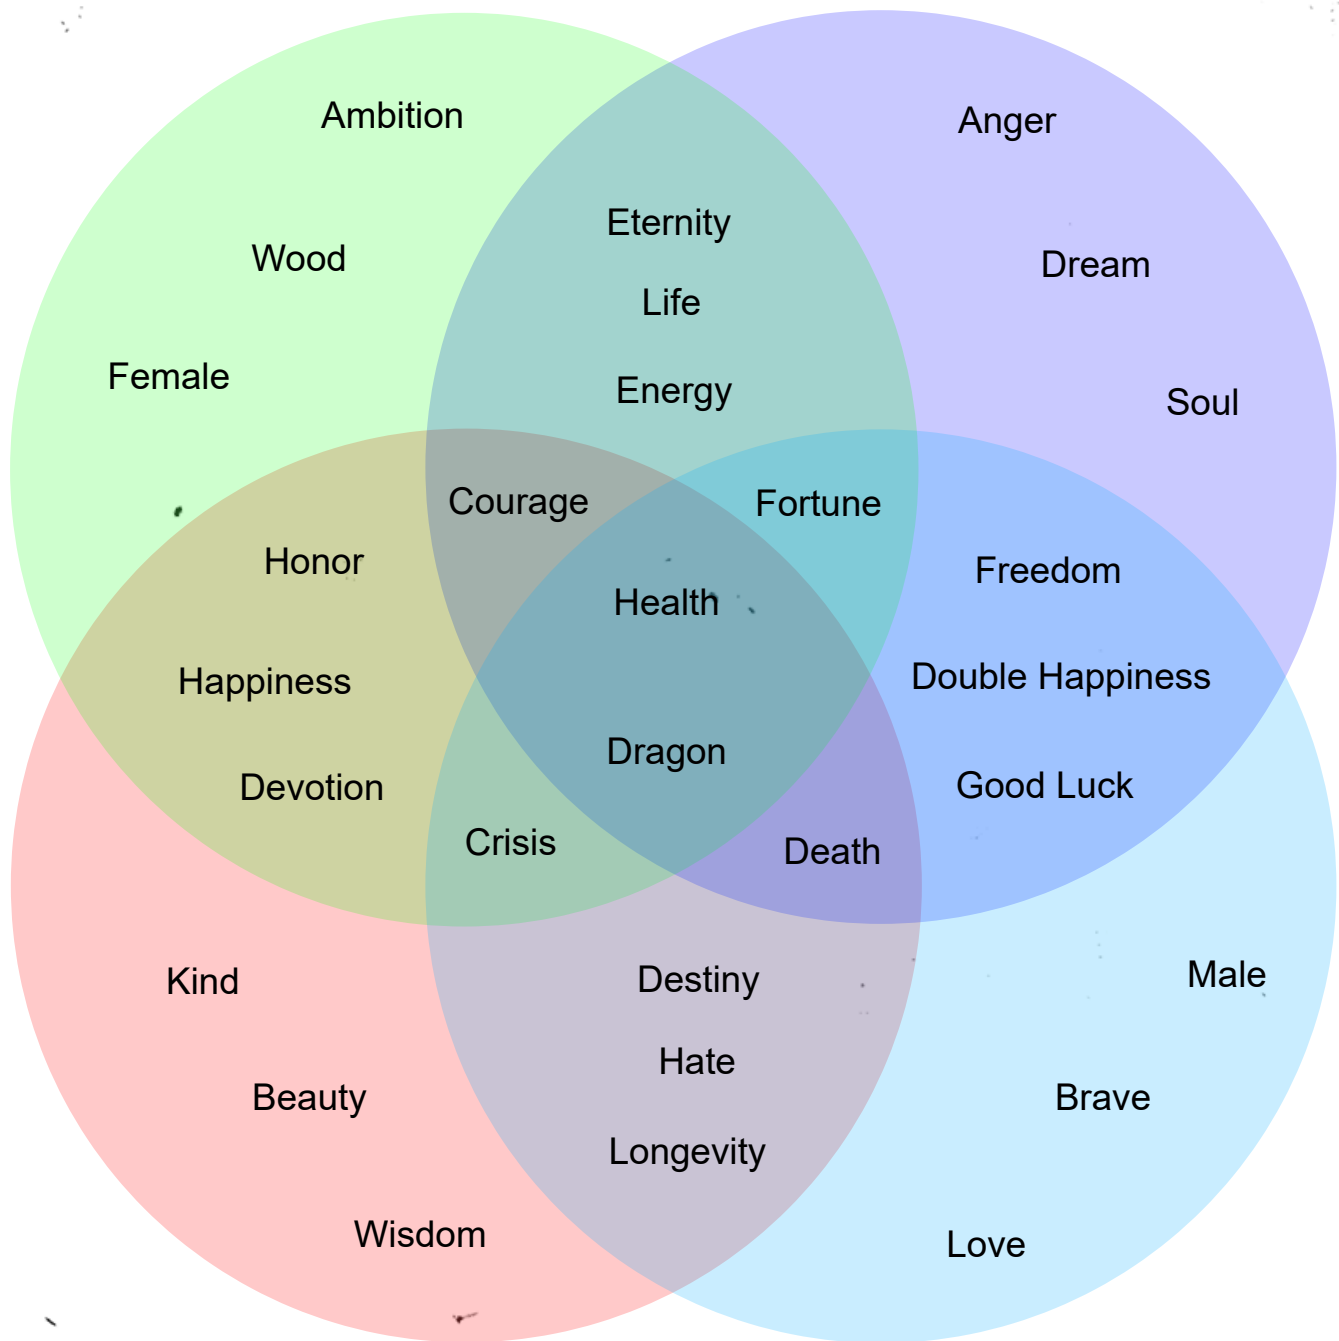 Ambition
Anger
Eternity
Wood
Dream
Life
Female
Energy
Soul
Courage
Fortune
Honor
Freedom
Health
Happiness
Double Happiness
Dragon
Devotion
Good Luck
Crisis
Death
Kind
Destiny
Male
Hate
Beauty
Brave
Longevity
Wisdom
Love